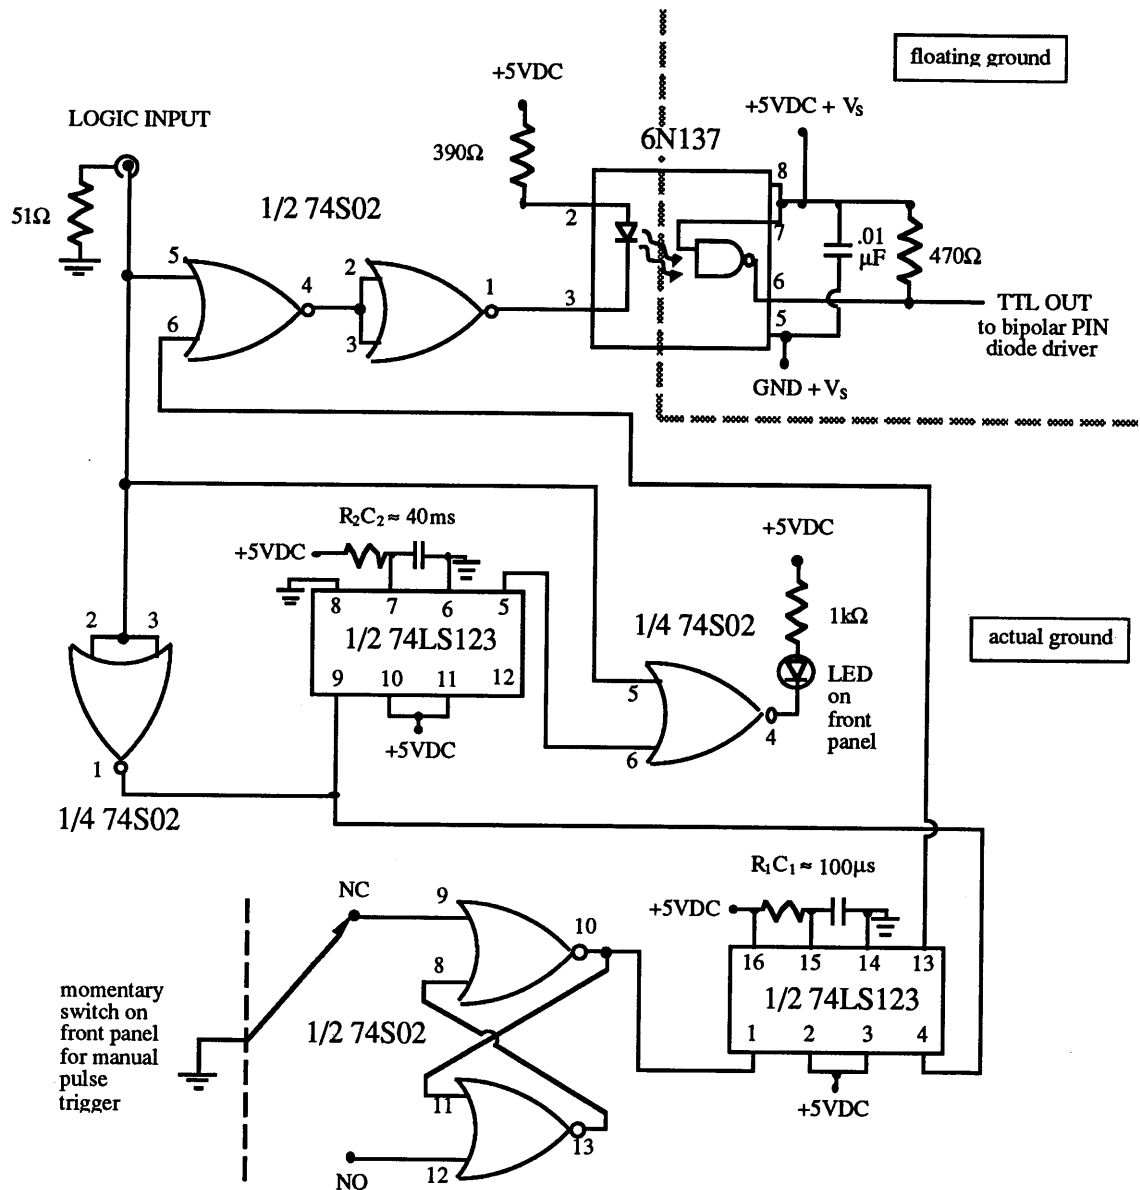 floating ground
+5VDC
+5VDC + Vs
LOGIC INPUT
6N137
390Ω
51Ω
1/2 74S02
8
2
7
.01
µF
470Ω
5
4
2
1
3
6
6
3
5
TTL OUT
to bipolar PIN
diode driver
GND + Vs
R₂C₂ ≈ 40ms
+5VDC
+5VDC
8
7
6
5
1/2 74LS123
9
10
11
12
+5VDC
2
3
1
1/4 74S02
1/4 74S02
5
6
4
1kΩ
LED
on
front
panel
actual ground
R₁C₁ ≈ 100µs
+5VDC
16
15
14
13
1/2 74LS123
1
2
3
4
+5VDC
NC
9
10
8
momentary
switch on
front panel
for manual
pulse
trigger
1/2 74S02
11
13
12
NO